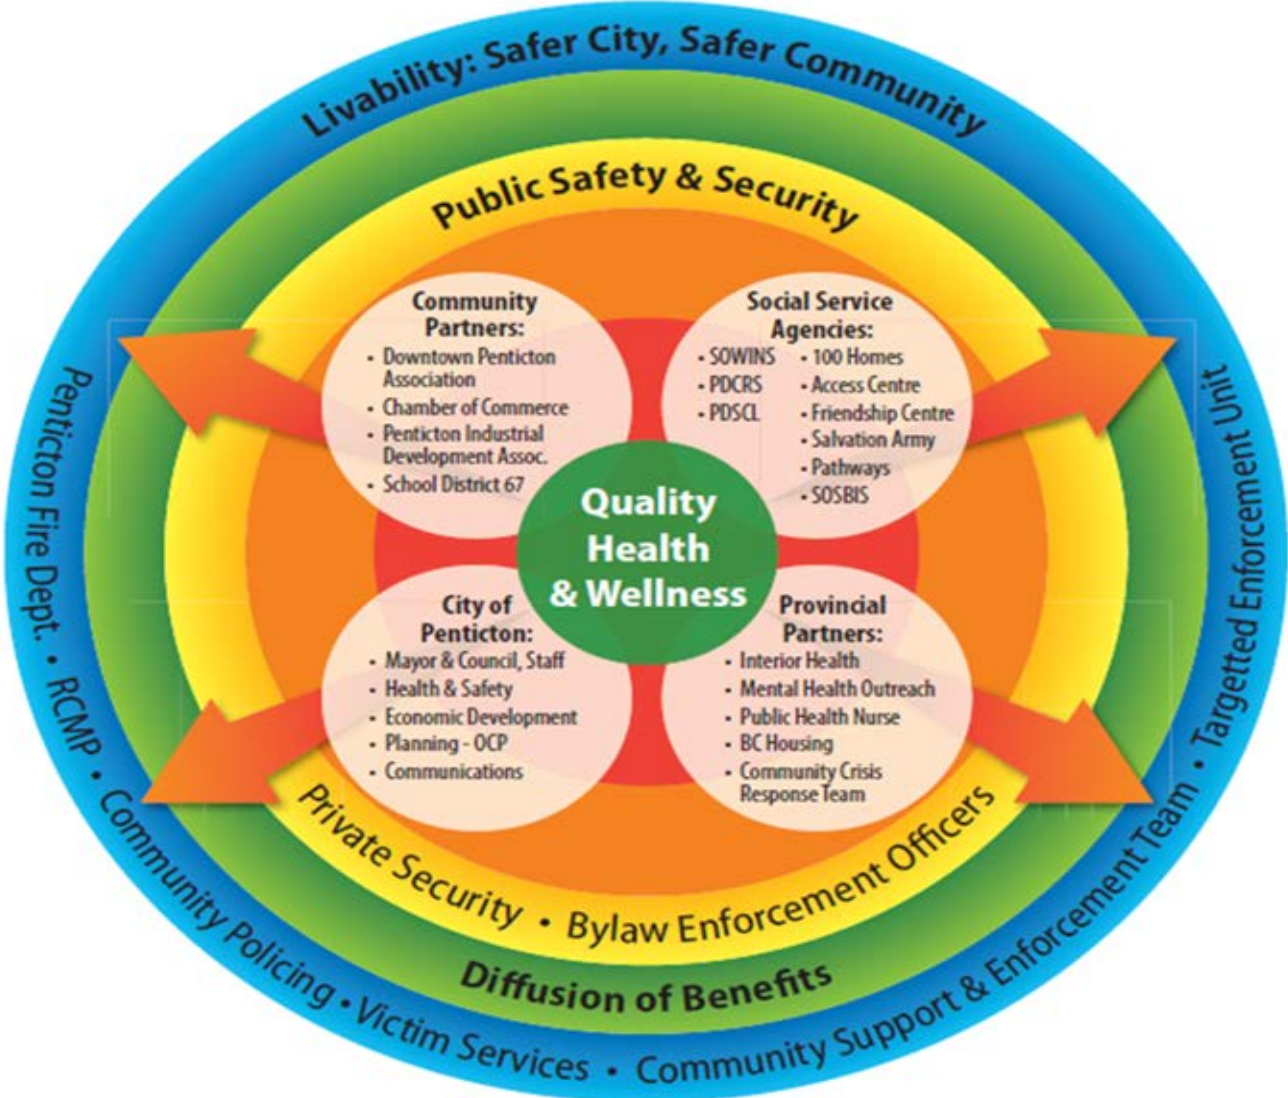 Livability: Safer City, Safer Community
Public Safety & Security
Community
Partners:
• Downtown Penticton
Association
• Chamber of Commerce
• Penticton Industrial
Development Assoc.
• School District 67
Social Service
Agencies:
• SOWINS
• PDCRS
• PDSCL
• 100 Homes
• Access Centre
• Friendship Centre
• Salvation Army
• Pathways
• SOSBIS
Quality
Health
& Wellness
City of
Penticton:
• Mayor & Council, Staff
• Health & Safety
• Economic Development
• Planning - OCP
• Communications
Provincial
Partners:
• Interior Health
• Mental Health Outreach
• Public Health Nurse
• BC Housing
• Community Crisis
Response Team
Private Security • Bylaw Enforcement Officers
Diffusion of Benefits
Penticton Fire Dept. • RCMP • Community Policing • Victim Services • Community Support & Enforcement Team • Targetted Enforcement Unit